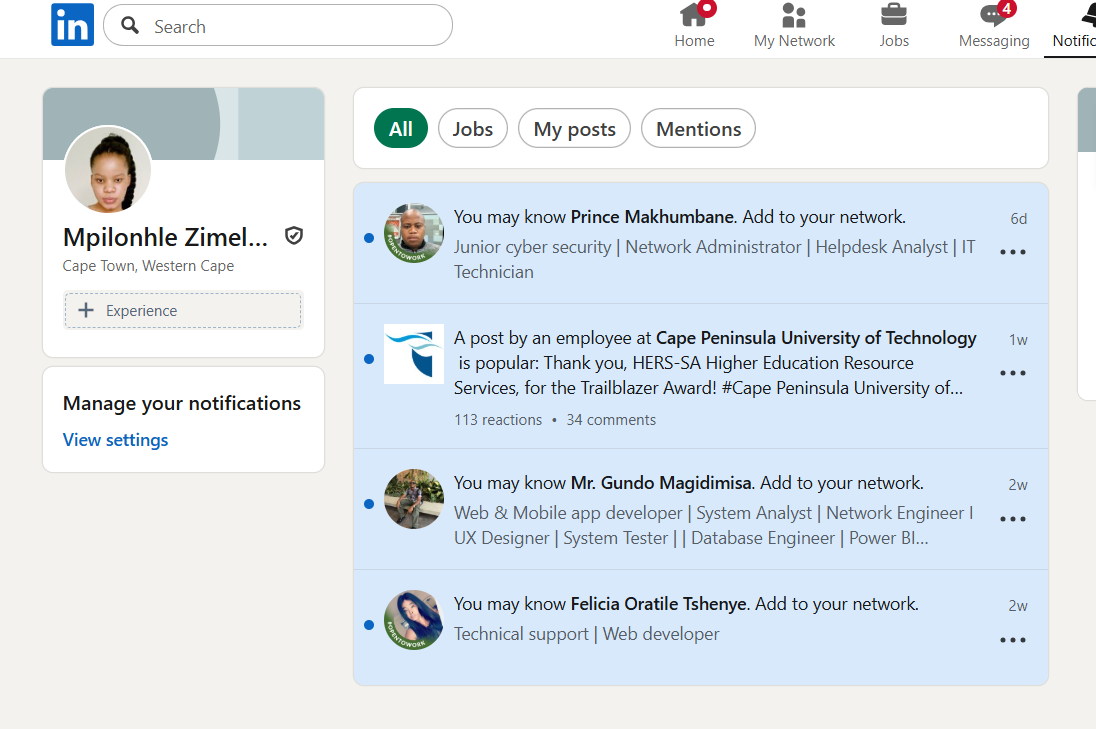 in
Search
Home
My Network
Jobs
4
Messaging
Notific
All
Jobs
My posts
Mentions
Mpilonhle Zimel...
Cape Town, Western Cape
+ Experience
Manage your notifications
View settings
You may know Prince Makhumbane. Add to your network.
6d
Junior cyber security | Network Administrator | Helpdesk Analyst | IT
Technician
#OPENTOWORK
A post by an employee at Cape Peninsula University of Technology
1w
is popular: Thank you, HERS-SA Higher Education Resource
Services, for the Trailblazer Award! #Cape Peninsula University of...
113 reactions • 34 comments
You may know Mr. Gundo Magidimisa. Add to your network.
2w
Web & Mobile app developer | System Analyst | Network Engineer I
UX Designer | System Tester | | Database Engineer | Power BI...
You may know Felicia Oratile Tshenye. Add to your network.
2w
Technical support | Web developer
#OPENTOWORK